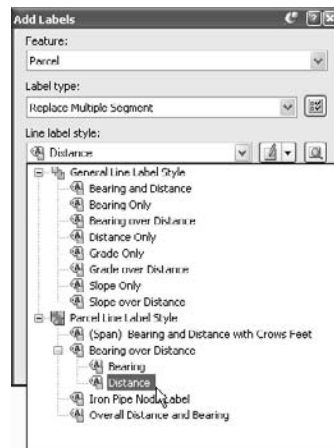 Add Labels
Feature:
Parcel
Label type:
Replace Multiple Segment
Line label style:
Distance
General Line Label Style
Bearing and Distance
Bearing Only
Bearing over Distance
Distance Only
Grade Only
Grade over Distance
Slope Only
Slope over Distance
Parcel Line Label Style
(Span) Bearing and Distance with Crows Feet
Bearing over Distance
Bearing
Distance
Iron Pipe Node Label
Overall Distance and Bearing